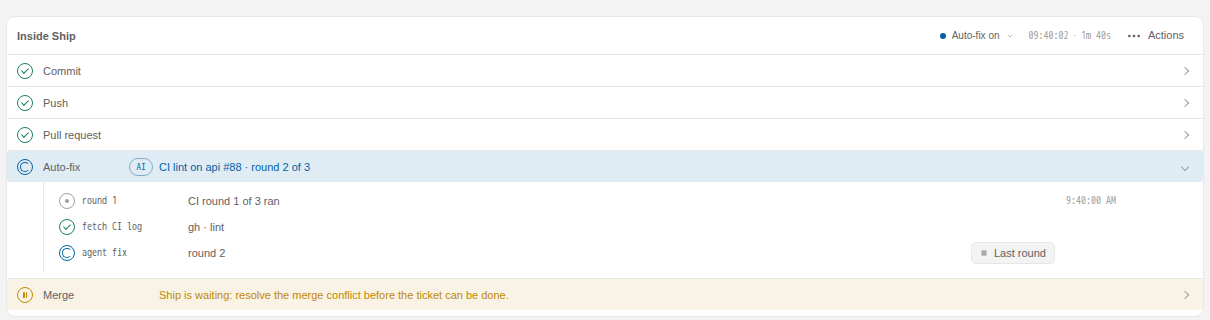 Inside Ship
Auto-fix on
09:40:02 · 1m 40s
Actions
Commit
Push
Pull request
Auto-fix AI CI lint on api #88 · round 2 of 3
round 1 CI round 1 of 3 ran 9:40:00 AM
fetch CI log gh · lint
agent fix round 2 Last round
Merge Ship is waiting: resolve the merge conflict before the ticket can be done.